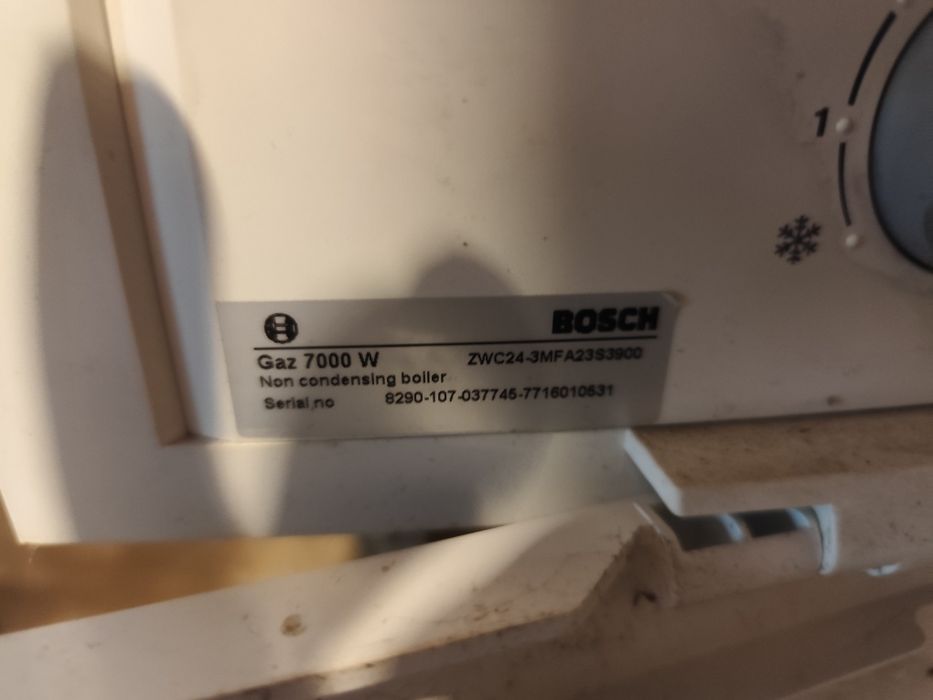 1
BOSCH
Gaz 7000 W ZWC24-3MFA23S3900
Non condensing boiler
Serial,no 8290-107-037745-7716010531